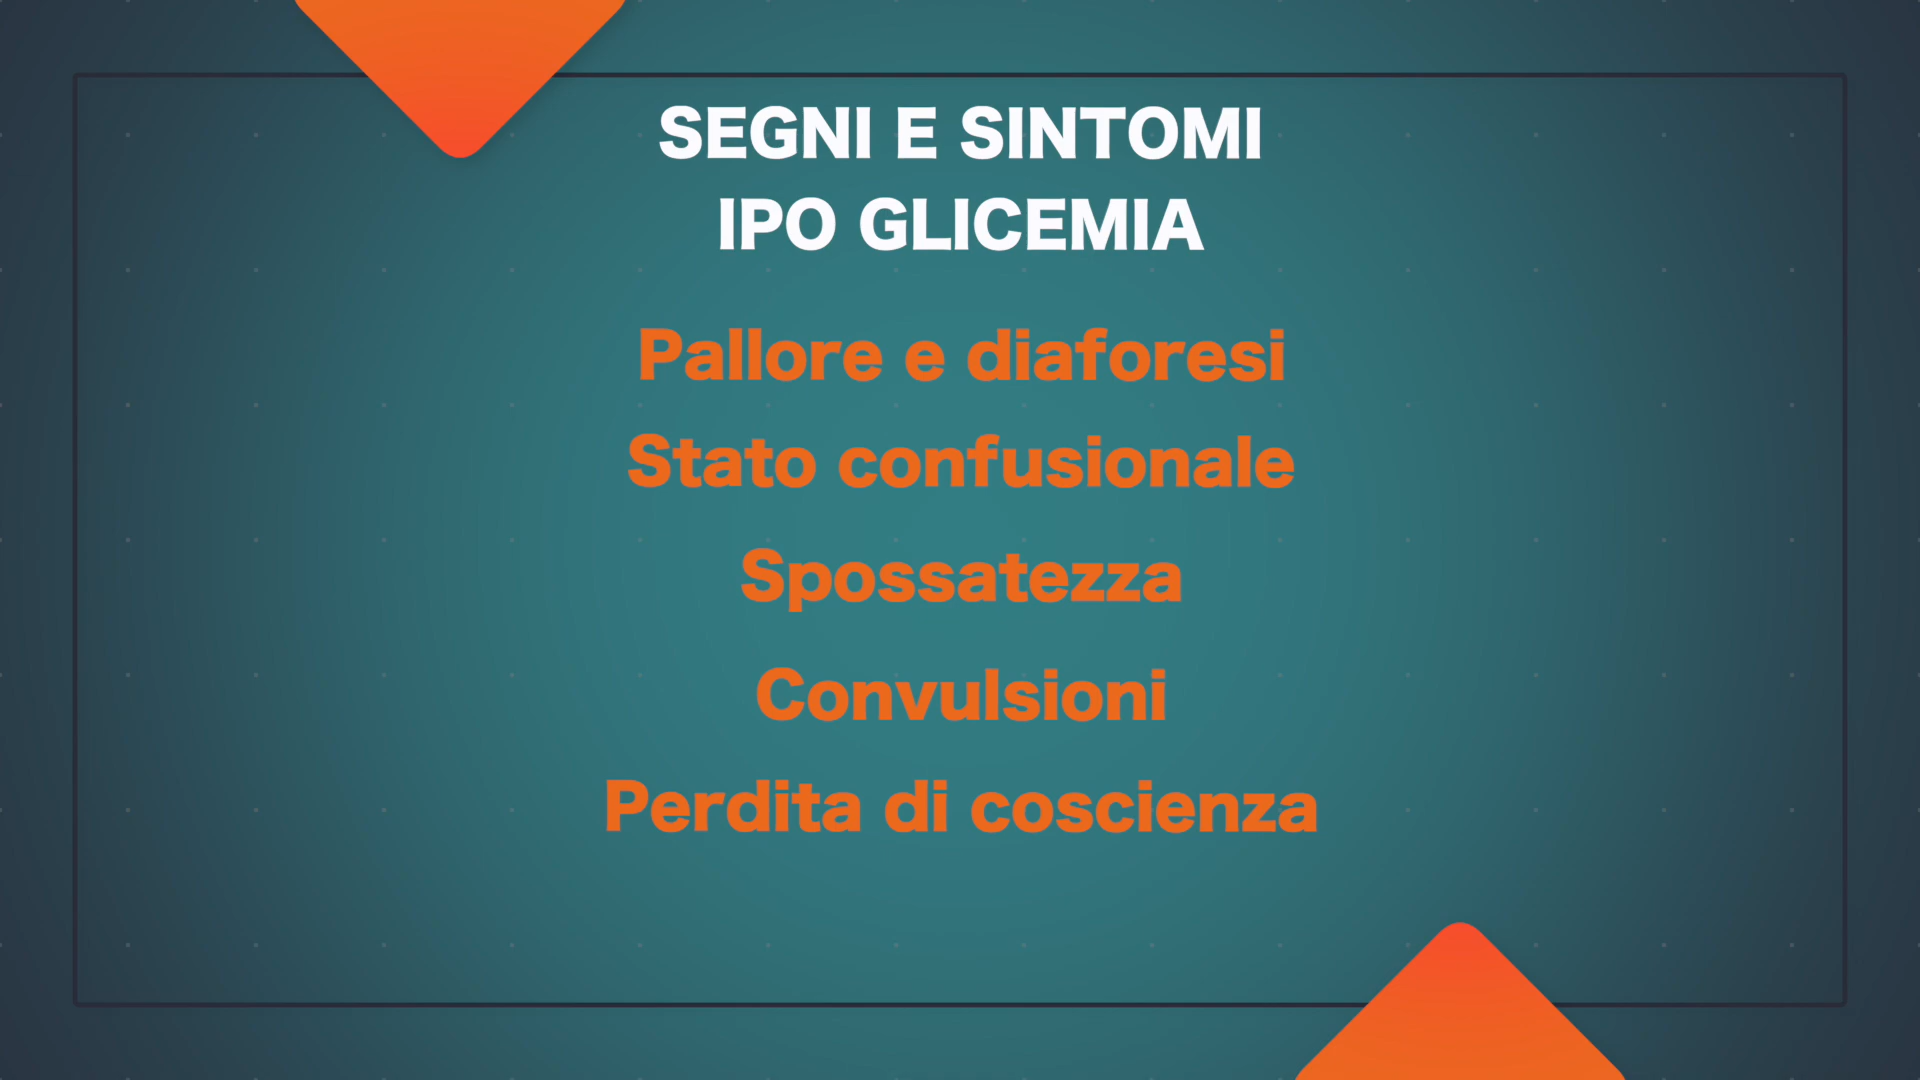 SEGNI E SINTOMI
IPO GLICEMIA
Pallore e diaforesi
Stato confusionale
Spossatezza
Convulsioni
Perdita di coscienza